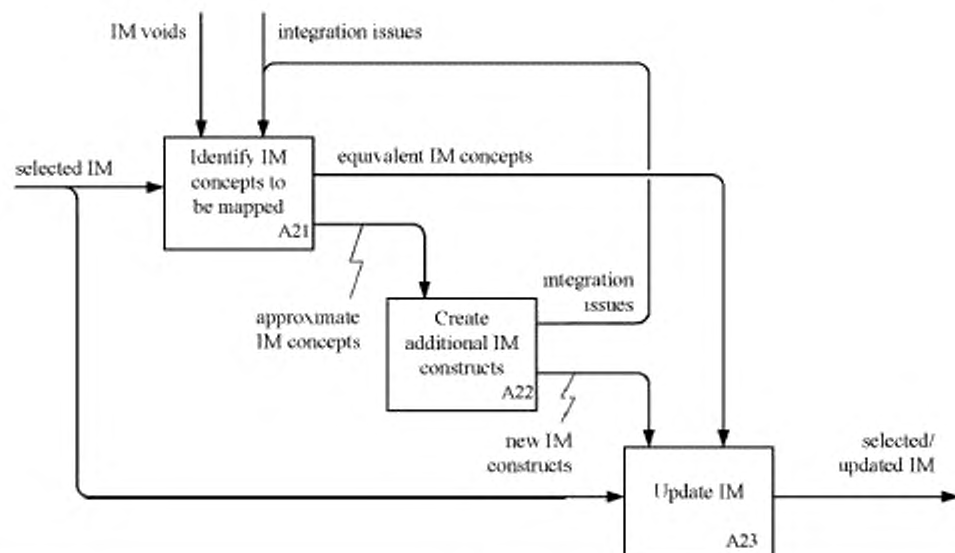 IM voids
integration issues
selected IM
Identify IM
concepts to
be mapped
A21
equivalent IM concepts
approximate
IM concepts
integration
issues
Create
additional IM
constructs
A22
new IM
constructs
Update IM
A23
selected/
updated IM